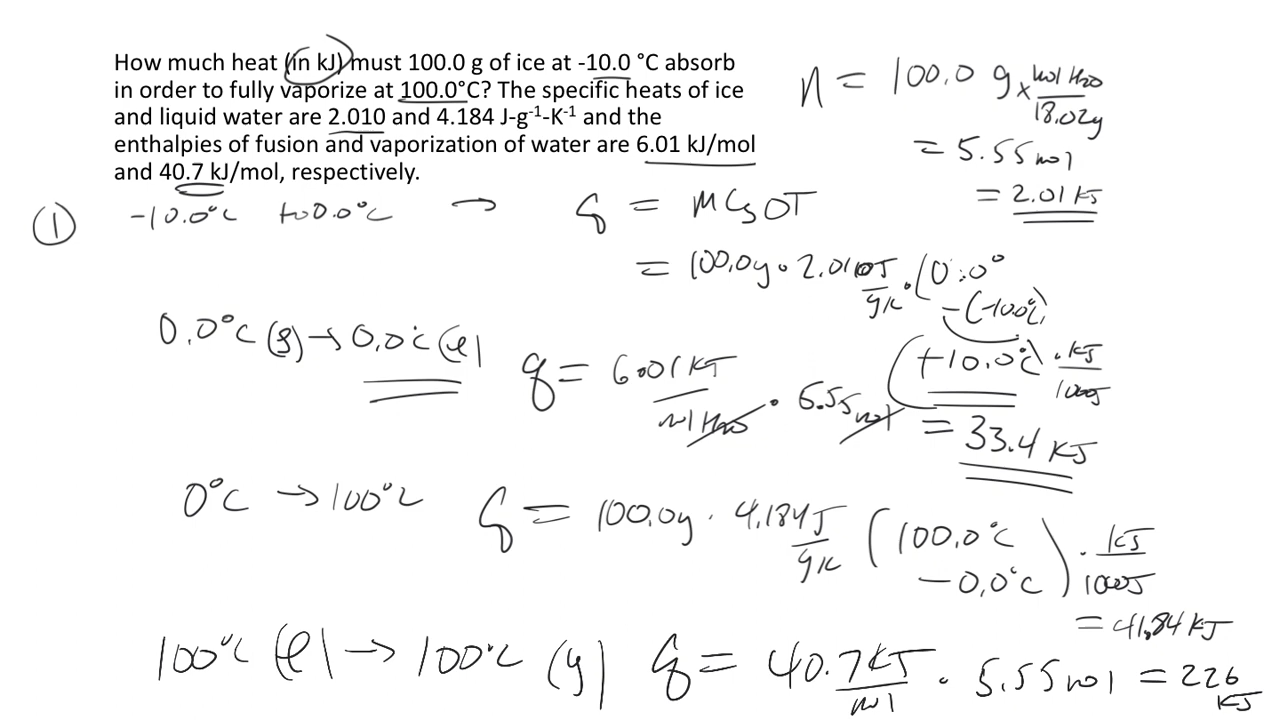 How much heat (in kJ) must 100.0 g of ice at -10.0 °C absorb
in order to fully vaporize at 100.0°C? The specific heats of ice
and liquid water are 2.010 and 4.184 J-g⁻¹-K⁻¹ and the
enthalpies of fusion and vaporization of water are 6.01 kJ/mol
and 40.7 kJ/mol, respectively.
n = 100.0 g x mol H2O / 18.02g
= 5.55 mol
= 2.01 kJ
① -10.0°C to 0.0°C → q = mCsΔT
= 100.0g · 2.010J / gK · (0.0°
-(-10.0°C)
(+10.0°C) · kJ / 1000J
0.0°C (s) → 0.0°C (l) q = 6.01 kJ / mol H2O · 5.55 mol
= 33.4 kJ
0°C → 100°C q = 100.0g · 4.184J / gK (100.0°C
- 0.0°C) · kJ / 1000J
= 41.84 kJ
100°C (l) → 100°C (g) q = 40.7kJ / mol · 5.55 mol = 226 kJ